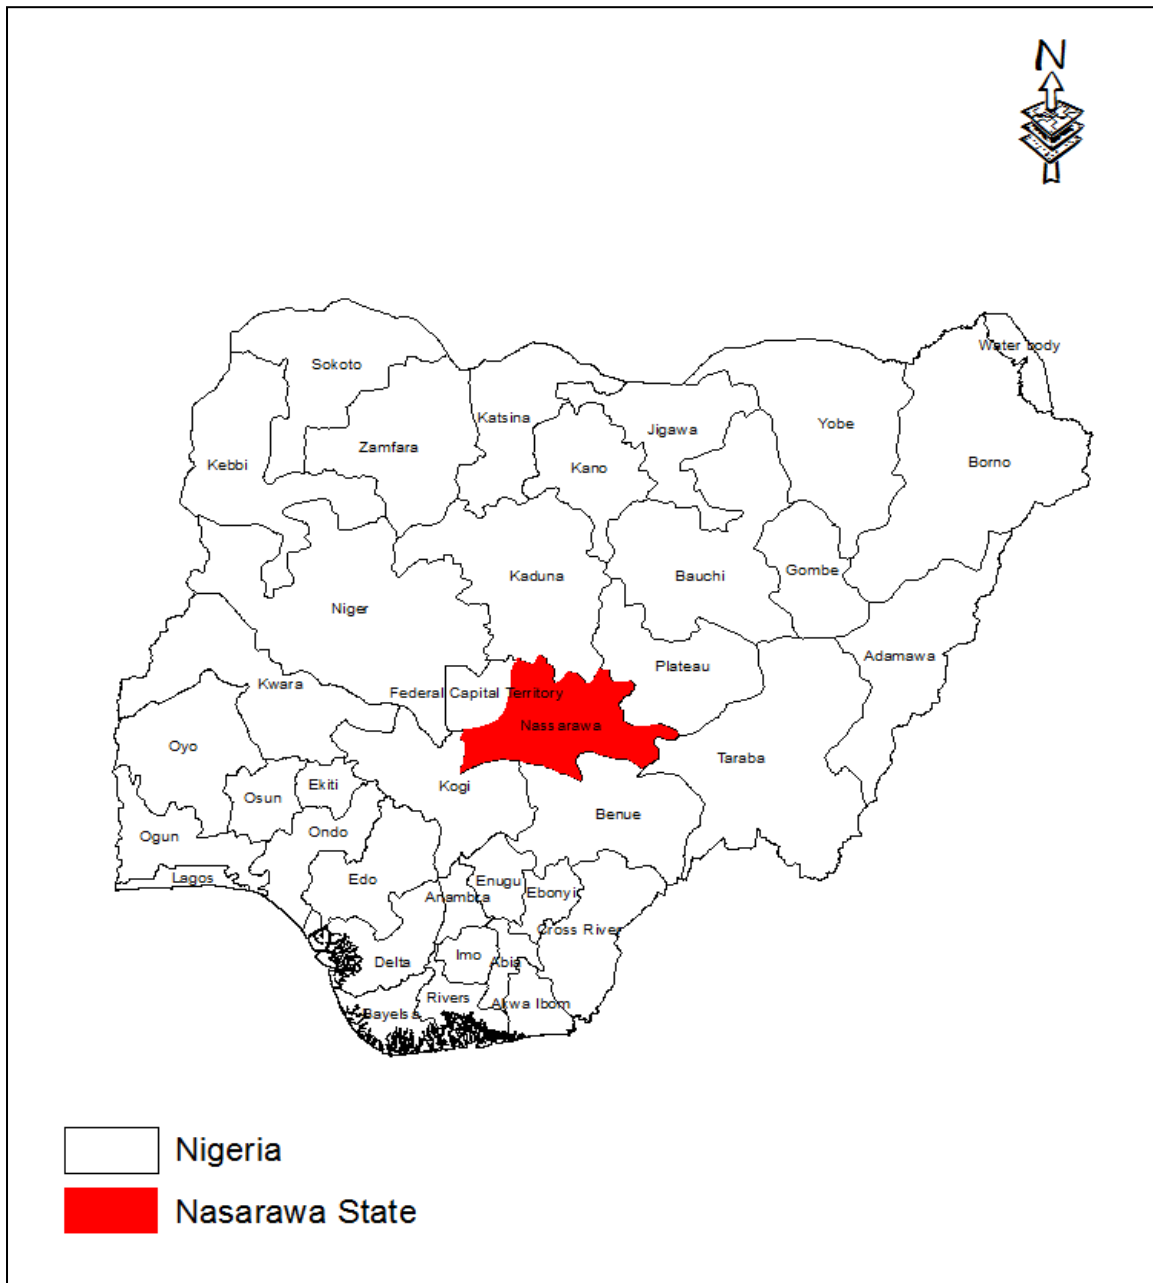 N
Water body
Sokoto
Katsina
Yobe
Jigawa
Zamfara
Borno
Kebbi
Kano
Gombe
Kaduna
Bauchi
Niger
Adamawa
Plateau
Kwara
Federal Capital Territory
Nassarawa
Oyo
Taraba
Kogi
Ekiti
Osun
Benue
Ondo
Ogun
Lagos
Edo
Enugu
Ebonyi
Anambra
Cross River
Imo
Delta
Abia
Rivers
Akwa Ibom
Bayelsa
Nigeria
Nasarawa State